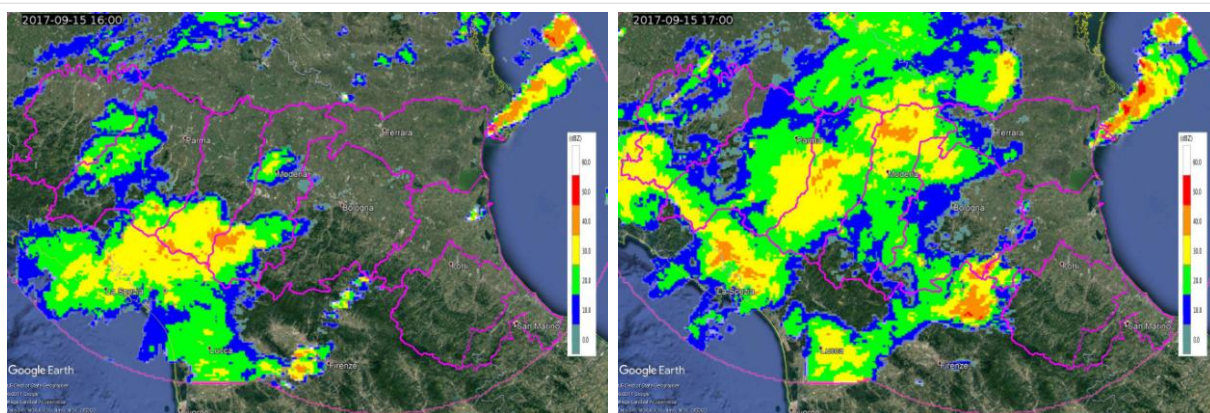 2017-09-15 16:00
Parma
Ferrara
Modena
Bologna
La Spezia
Lucca
Firenze
San Marino
(dBZ)
60.0
50.0
40.0
30.0
20.0
10.0
0.0
Google Earth
2017-09-15 17:00
Parma
Ferrara
Modena
Bologna
La Spezia
Lucca
Firenze
San Marino
(dBZ)
60.0
50.0
40.0
30.0
20.0
10.0
0.0
Google Earth